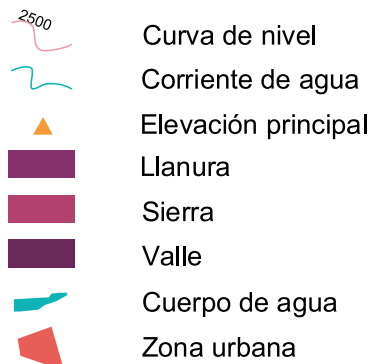 2500
Curva de nivel
Corriente de agua
Elevación principal
Llanura
Sierra
Valle
Cuerpo de agua
Zona urbana